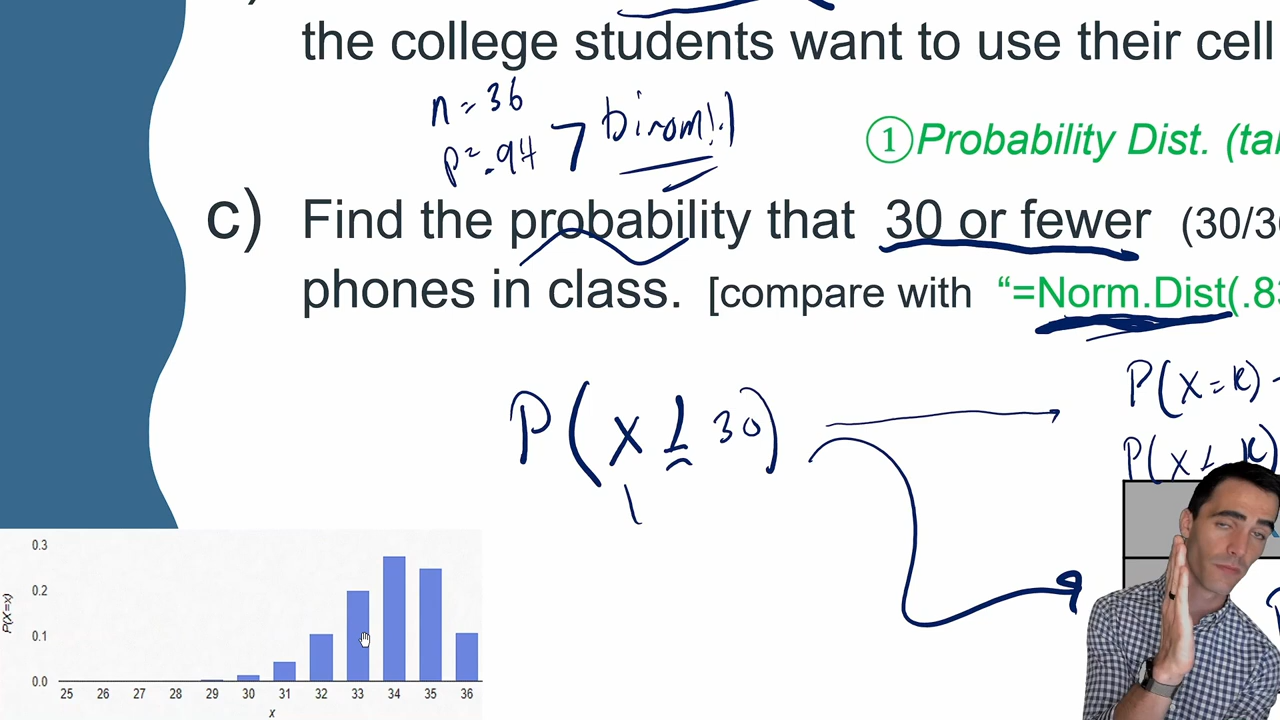 the college students want to use their cell
n = 36
p = .94 > binom!.!
① Probability Dist. (ta
c) Find the probability that 30 or fewer (30/3
phones in class. [compare with “=Norm.Dist(.8
P(X=k)
P(x ≤ 30)
P(X ≤ k)
0.3
0.2
0.1
0.0
P(X=x)
25 26 27 28 29 30 31 32 33 34 35 36
x